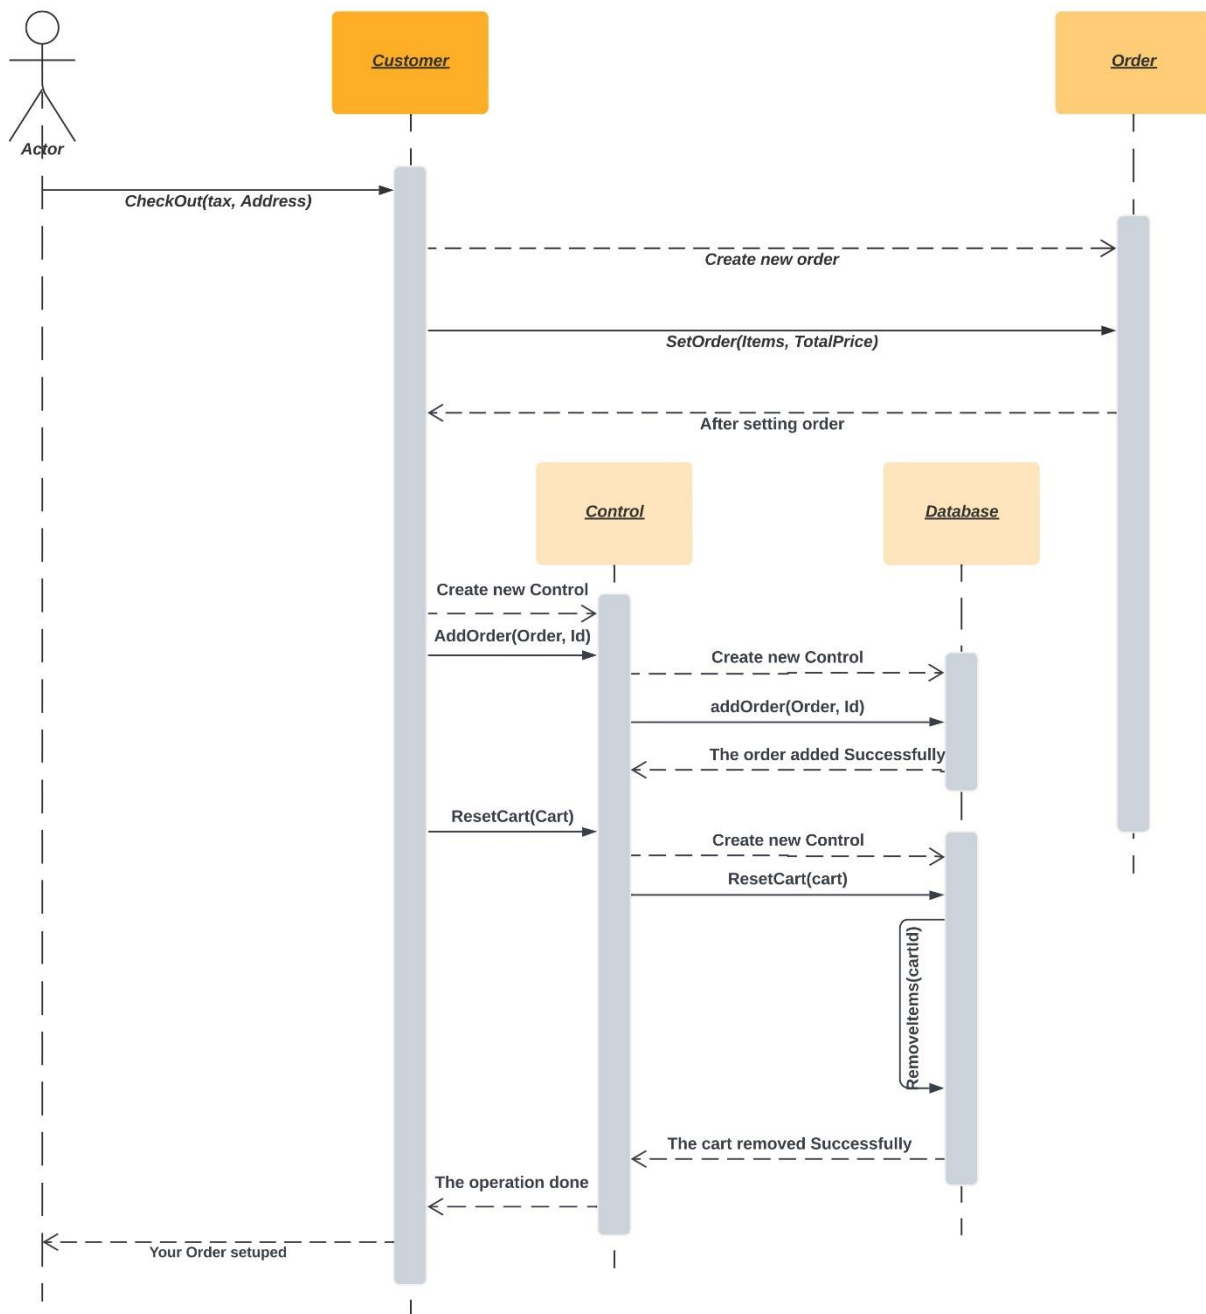 Customer
Order
Actor
CheckOut(tax, Address)
Create new order
SetOrder(Items, TotalPrice)
After setting order
Control
Database
Create new Control
AddOrder(Order, Id)
Create new Control
addOrder(Order, Id)
The order added Successfully
ResetCart(Cart)
Create new Control
ResetCart(cart)
RemoveItems(cartId)
The cart removed Successfully
The operation done
Your Order setuped